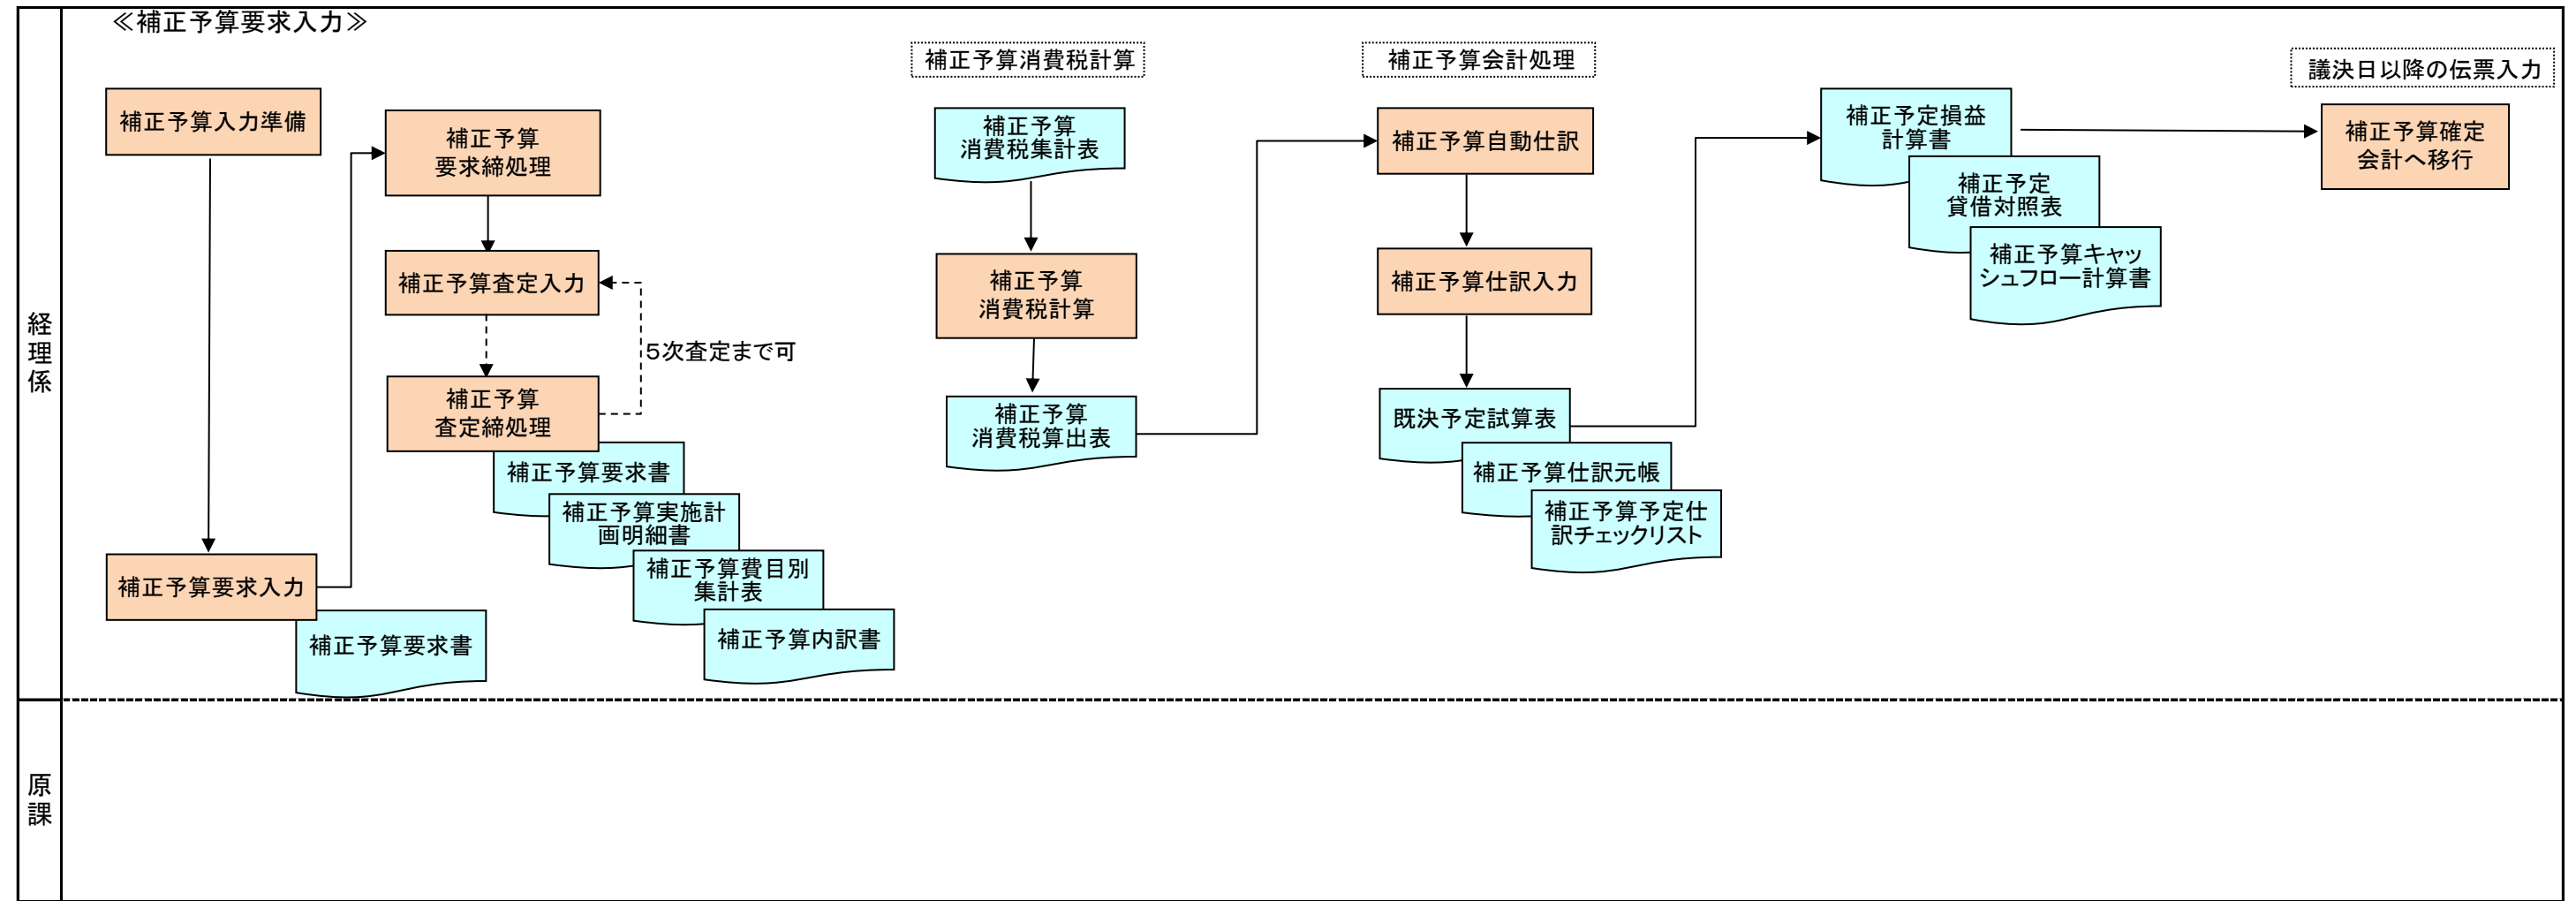 ≪補正予算要求入力≫
経理係
原課
補正予算入力準備
補正予算要求入力
補正予算要求書
補正予算
要求締処理
補正予算査定入力
5次査定まで可
補正予算
査定締処理
補正予算要求書
補正予算実施計
画明細書
補正予算費目別
集計表
補正予算内訳書
補正予算消費税計算
補正予算
消費税集計表
補正予算
消費税計算
補正予算
消費税算出表
補正予算会計処理
補正予算自動仕訳
補正予算仕訳入力
既決予定試算表
補正予算仕訳元帳
補正予算予定仕
訳チェックリスト
補正予定損益
計算書
補正予定
貸借対照表
補正予算キャッ
シュフロー計算書
議決日以降の伝票入力
補正予算確定
会計へ移行